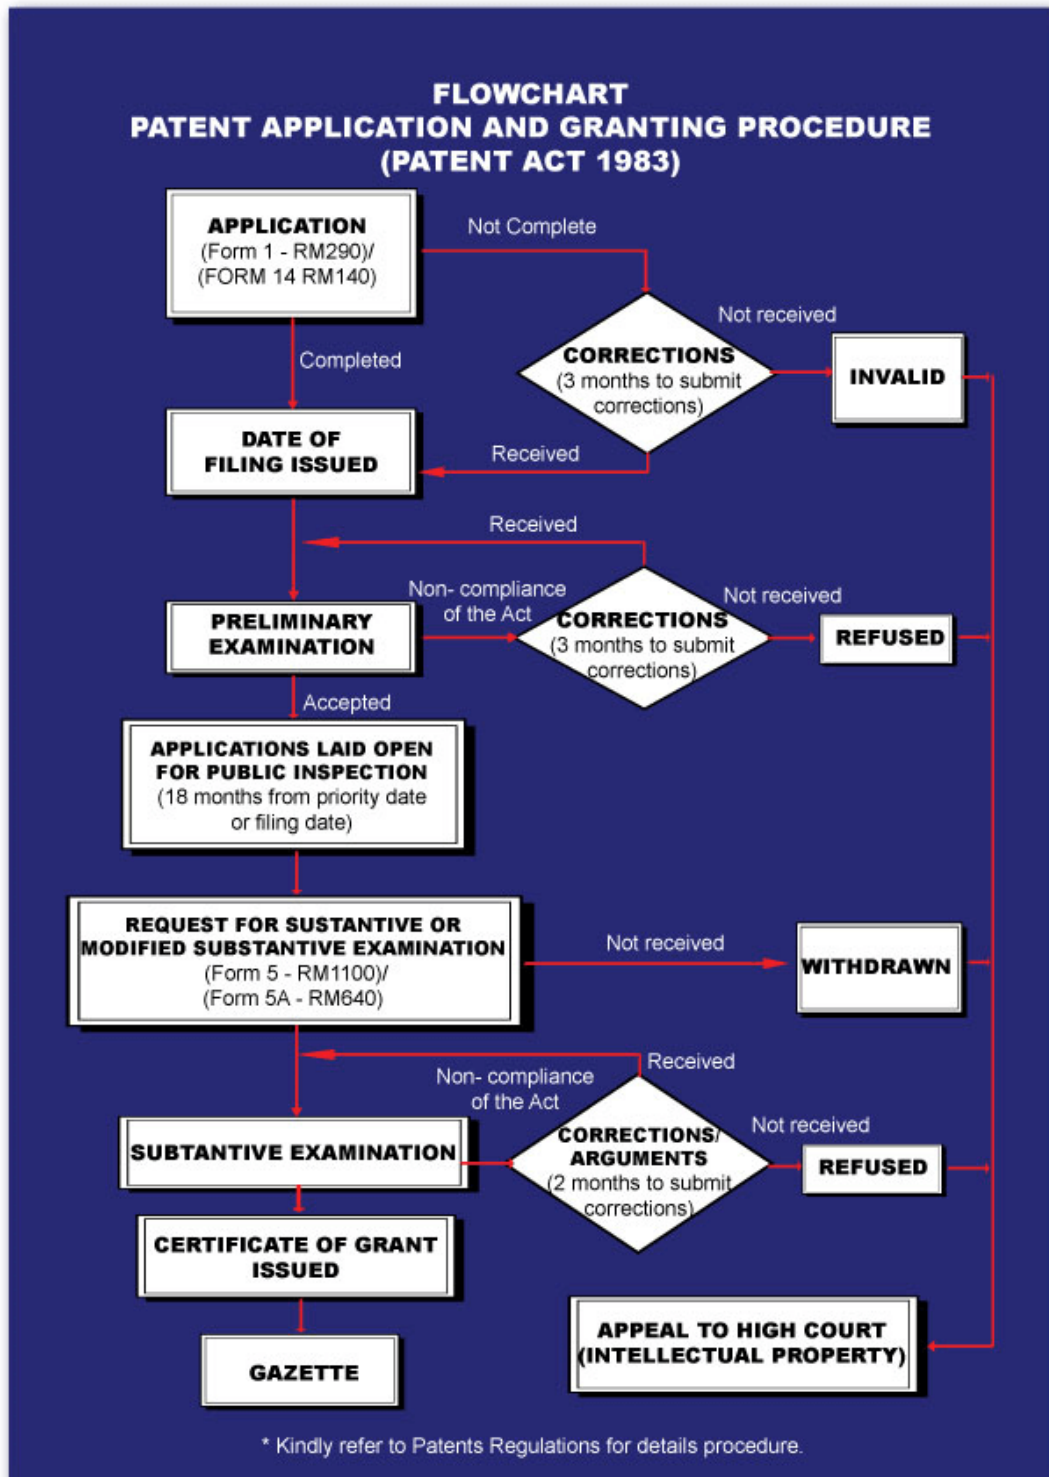 FLOWCHART
PATENT APPLICATION AND GRANTING PROCEDURE
(PATENT ACT 1983)
APPLICATION
(Form 1 - RM290)/
(FORM 14 RM140)
Not Complete
Completed
CORRECTIONS
(3 months to submit
corrections)
Not received
INVALID
Received
DATE OF
FILING ISSUED
Received
PRELIMINARY
EXAMINATION
Non- compliance
of the Act
CORRECTIONS
(3 months to submit
corrections)
Not received
REFUSED
Accepted
APPLICATIONS LAID OPEN
FOR PUBLIC INSPECTION
(18 months from priority date
or filing date)
REQUEST FOR SUSTANTIVE OR
MODIFIED SUBSTANTIVE EXAMINATION
(Form 5 - RM1100)/
(Form 5A - RM640)
Not received
WITHDRAWN
Received
Non- compliance
of the Act
SUBTANTIVE EXAMINATION
CORRECTIONS/
ARGUMENTS
(2 months to submit
corrections)
Not received
REFUSED
CERTIFICATE OF GRANT
ISSUED
GAZETTE
APPEAL TO HIGH COURT
(INTELLECTUAL PROPERTY)
* Kindly refer to Patents Regulations for details procedure.